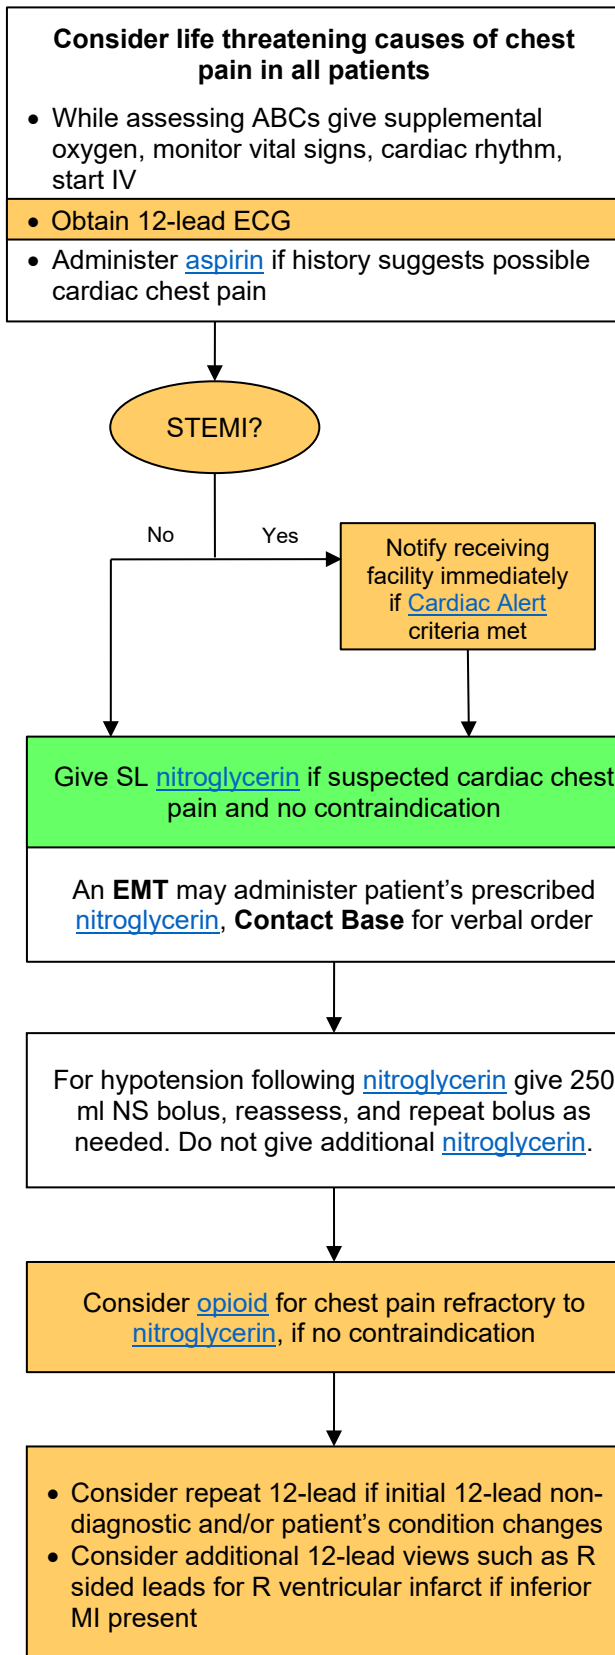 Consider life threatening causes of chest
pain in all patients
• While assessing ABCs give supplemental
oxygen, monitor vital signs, cardiac rhythm,
start IV
• Obtain 12-lead ECG
• Administer aspirin if history suggests possible
cardiac chest pain
STEMI?
No
Yes
Notify receiving
facility immediately
if Cardiac Alert
criteria met
Give SL nitroglycerin if suspected cardiac chest
pain and no contraindication
An EMT may administer patient’s prescribed
nitroglycerin, Contact Base for verbal order
For hypotension following nitroglycerin give 250
ml NS bolus, reassess, and repeat bolus as
needed. Do not give additional nitroglycerin.
Consider opioid for chest pain refractory to
nitroglycerin, if no contraindication
• Consider repeat 12-lead if initial 12-lead non-
diagnostic and/or patient’s condition changes
• Consider additional 12-lead views such as R
sided leads for R ventricular infarct if inferior
MI present